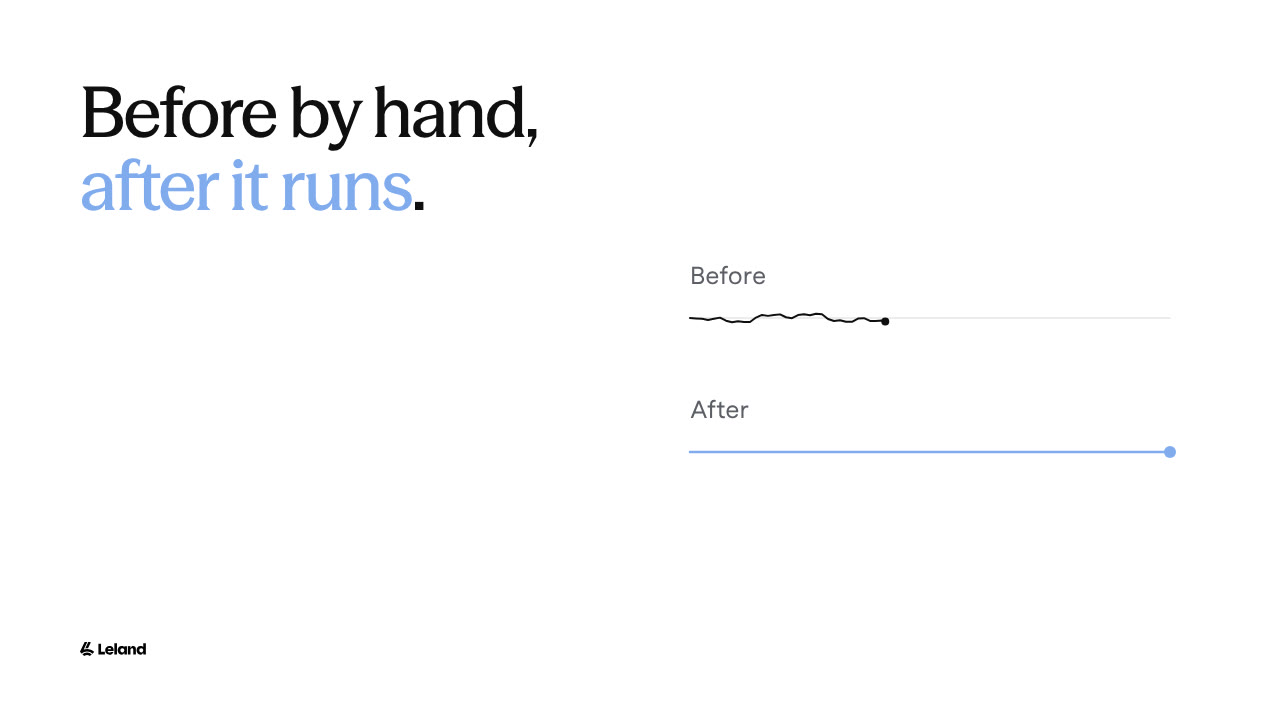 Before by hand,
after it runs.
Before
After
Leland